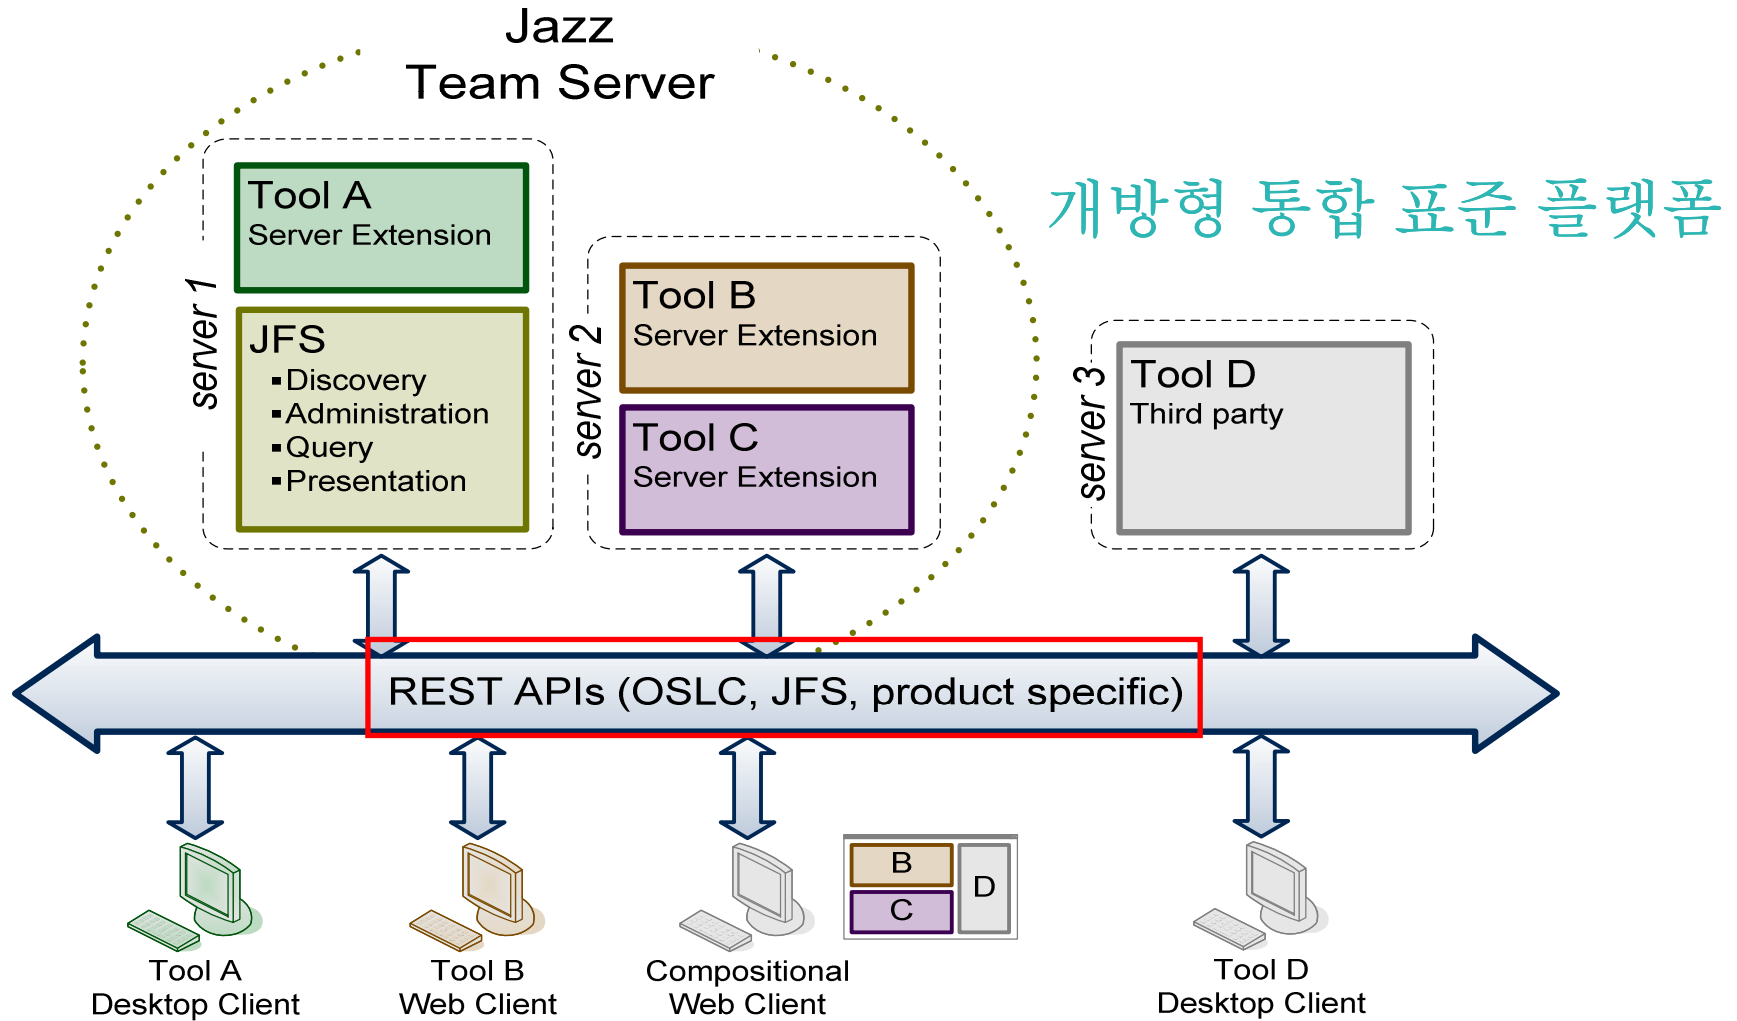 Jazz
Team Server
개방형 통합 표준 플랫폼
server 1
Tool A
Server Extension
JFS
▪Discovery
▪Administration
▪Query
▪Presentation
server 2
Tool B
Server Extension
Tool C
Server Extension
server 3
Tool D
Third party
REST APIs (OSLC, JFS, product specific)
Tool A
Desktop Client
Tool B
Web Client
Compositional
Web Client
B
C
D
Tool D
Desktop Client